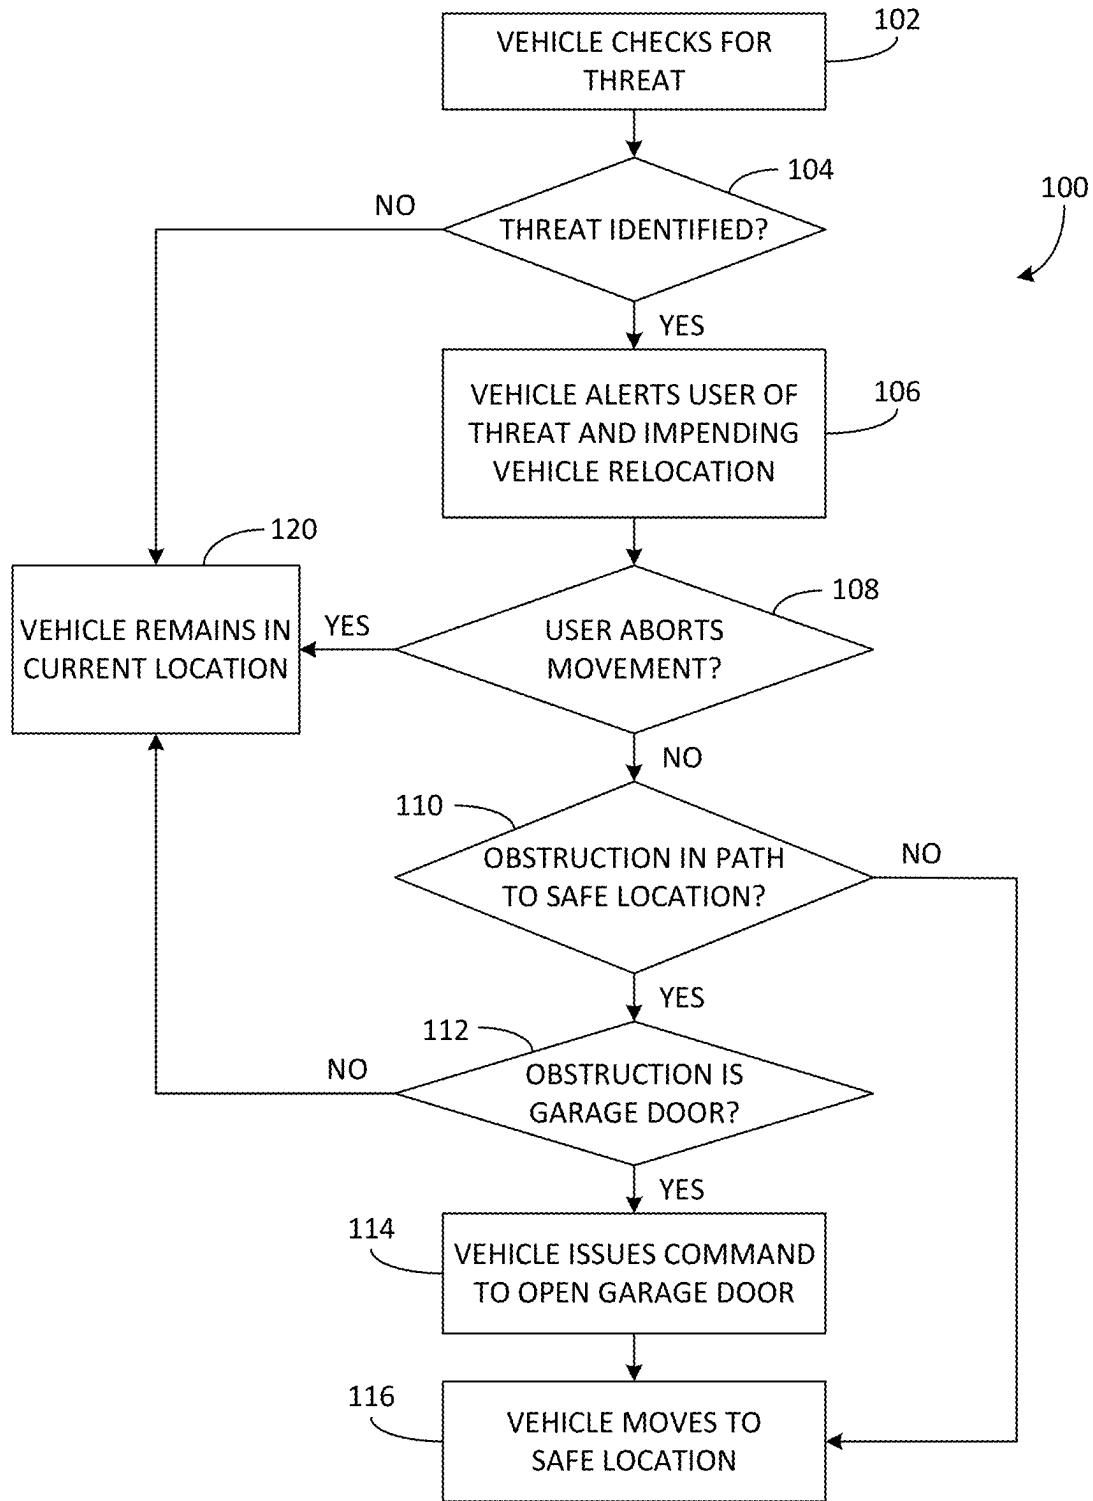 VEHICLE CHECKS FOR
THREAT
102
104
THREAT IDENTIFIED?
NO
100
YES
VEHICLE ALERTS USER OF
THREAT AND IMPENDING
VEHICLE RELOCATION
106
120
VEHICLE REMAINS IN
CURRENT LOCATION
YES
USER ABORTS
MOVEMENT?
108
NO
110
OBSTRUCTION IN PATH
TO SAFE LOCATION?
NO
YES
112
OBSTRUCTION IS
GARAGE DOOR?
NO
YES
114
VEHICLE ISSUES COMMAND
TO OPEN GARAGE DOOR
116
VEHICLE MOVES TO
SAFE LOCATION